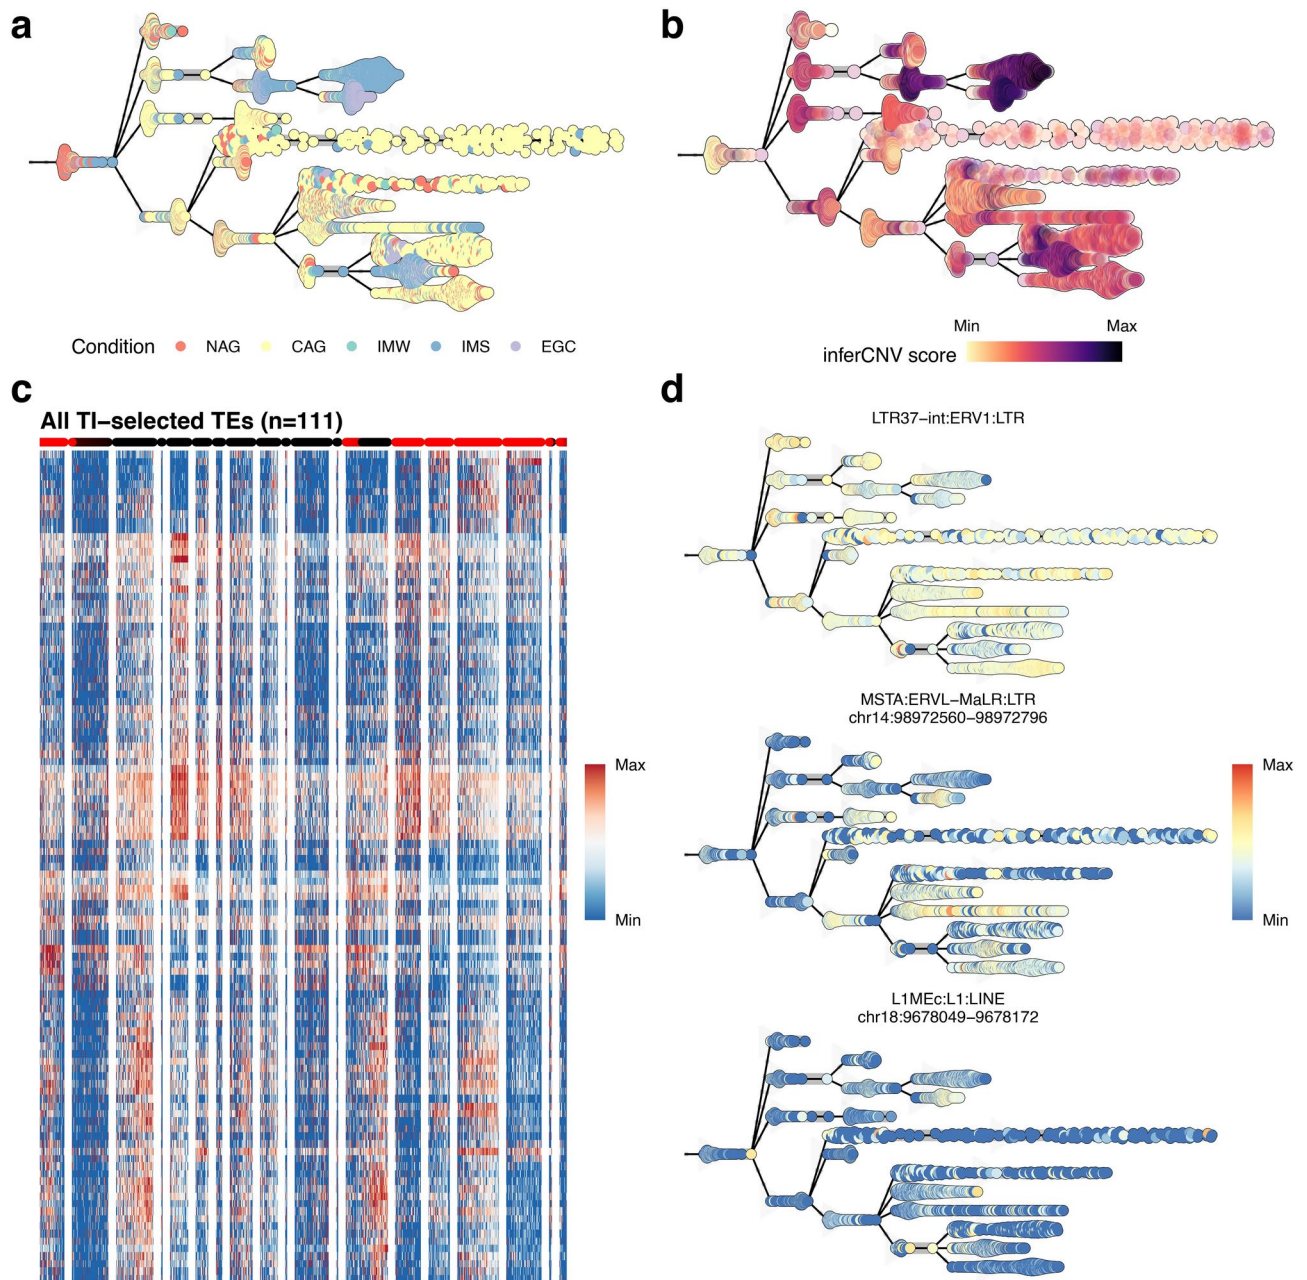 a
b
Condition NAG CAG IMW IMS EGC
Min Max
inferCNV score
c
d
All TI−selected TEs (n=111)
Max
Min
LTR37−int:ERV1:LTR
MSTA:ERVL−MaLR:LTR
chr14:98972560−98972796
Max
Min
L1MEc:L1:LINE
chr18:9678049−9678172